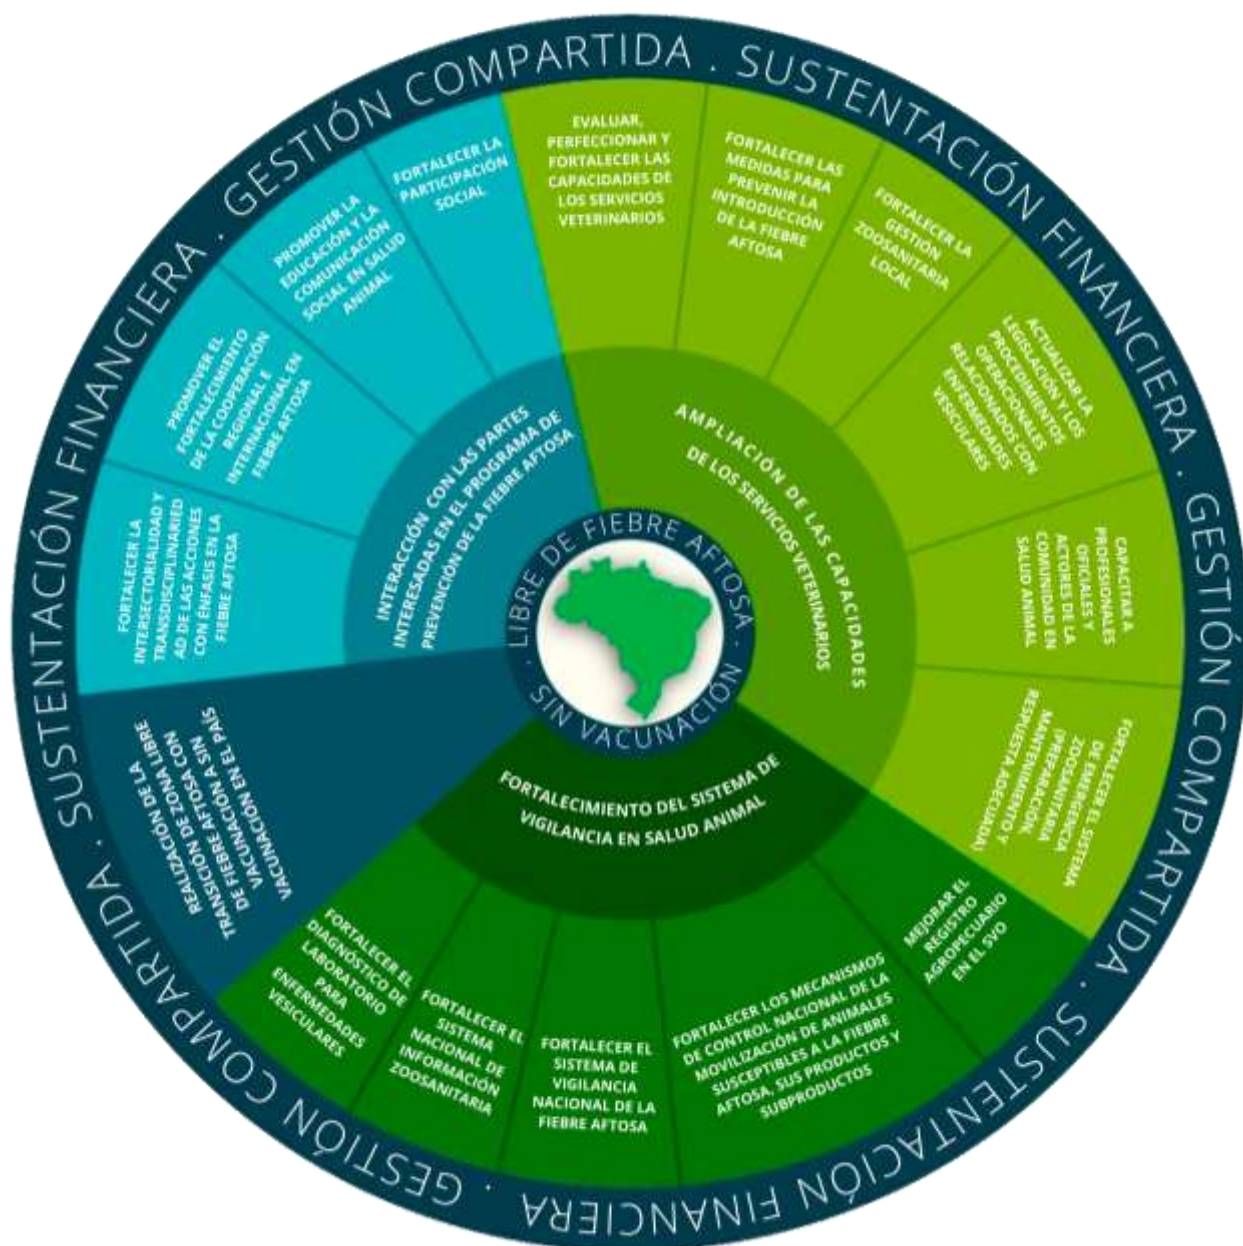 GESTIÓN COMPARTIDA . SUSTENTACIÓN FINANCIERA . GESTIÓN COMPARTIDA . SUSTENTACIÓN FINANCIERA . GESTIÓN COMPARTIDA . SUSTENTACIÓN FINANCIERA .
EVALUAR,
PERFECCIONAR Y
FORTALECER LAS
CAPACIDADES DE
LOS SERVICIOS
VETERINARIOS
FORTALECER LAS
MEDIDAS PARA
PREVENIR LA
INTRODUCCIÓN
DE LA FIEBRE
AFTOSA
FORTALECER LA
GESTIÓN
ZOOSANITARIA
LOCAL
ACTUALIZAR LA
LEGISLACIÓN Y LOS
PROCEDIMIENTOS
OPERACIONALES
RELACIONADOS CON
ENFERMEDADES
VESICULARES
CAPACITAR A
PROFESIONALES
OFICIALES Y
ACTORES DE LA
COMUNIDAD EN
SALUD ANIMAL
FORTALECER EL SISTEMA
DE EMERGENCIA
ZOOSANITARIA
(PREPARACIÓN,
MANTENIMIENTO Y
RESPUESTA ADECUADA)
MEJORAR EL
REGISTRO
AGROPECUARIO
EN EL SVO
FORTALECER LOS MECANISMOS
DE CONTROL NACIONAL DE LA
MOVILIZACIÓN DE ANIMALES
SUSCEPTIBLES A LA FIEBRE
AFTOSA, SUS PRODUCTOS Y
SUBPRODUCTOS
FORTALECER EL
SISTEMA DE
VIGILANCIA
NACIONAL DE LA
FIEBRE AFTOSA
FORTALECER EL
SISTEMA
NACIONAL DE
INFORMACIÓN
ZOOSANITARIA
FORTALECER EL
DIAGNÓSTICO DE
LABORATORIO
PARA
ENFERMEDADES
VESICULARES
REALIZACIÓN DE LA
TRANSICIÓN DE ZONA LIBRE
DE FIEBRE AFTOSA CON
VACUNACIÓN A SIN
VACUNACIÓN EN EL PAÍS
FORTALECER LA
INTERSECTORIALIDAD Y
TRANSDISCIPLINARIED
AD DE LAS ACCIONES
CON ÉNFASIS EN LA
FIEBRE AFTOSA
PROMOVER EL
FORTALECIMIENTO
DE LA COOPERACIÓN
REGIONAL E
INTERNACIONAL EN
FIEBRE AFTOSA
PROMOVER LA
EDUCACIÓN Y LA
COMUNICACIÓN
SOCIAL EN SALUD
ANIMAL
FORTALECER LA
PARTICIPACIÓN
SOCIAL
AMPLIACIÓN DE LAS CAPACIDADES
DE LOS SERVICIOS VETERINARIOS
FORTALECIMIENTO DEL SISTEMA DE
VIGILANCIA EN SALUD ANIMAL
INTERACCIÓN CON LAS PARTES
INTERESADAS EN EL PROGRAMA DE
PREVENCIÓN DE LA FIEBRE AFTOSA
. LIBRE DE FIEBRE AFTOSA .
SIN VACUNACIÓN